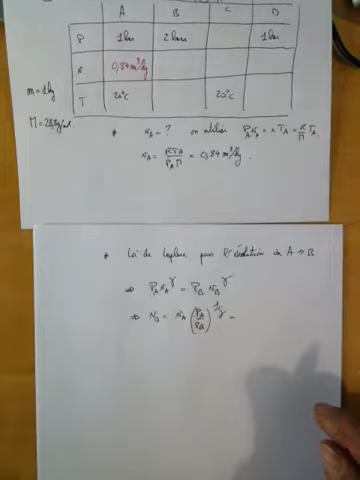 A B C D
P 1 bar 2 bar 1 bar
v 0,84 m³/kg
T 20°C 20°C
m = 1 kg
M = 28,8 g/mol
* v_A = ? on utilise P_A v_A = r T_A = R/M T_A
v_A = R T_A / P_A M = 0,84 m³/kg.
* Loi de Laplace pour l'évolution de A → B
⇒ P_A v_A^γ = P_B v_B^γ
⇒ v_B = v_A (P_A/P_B)^1/γ =